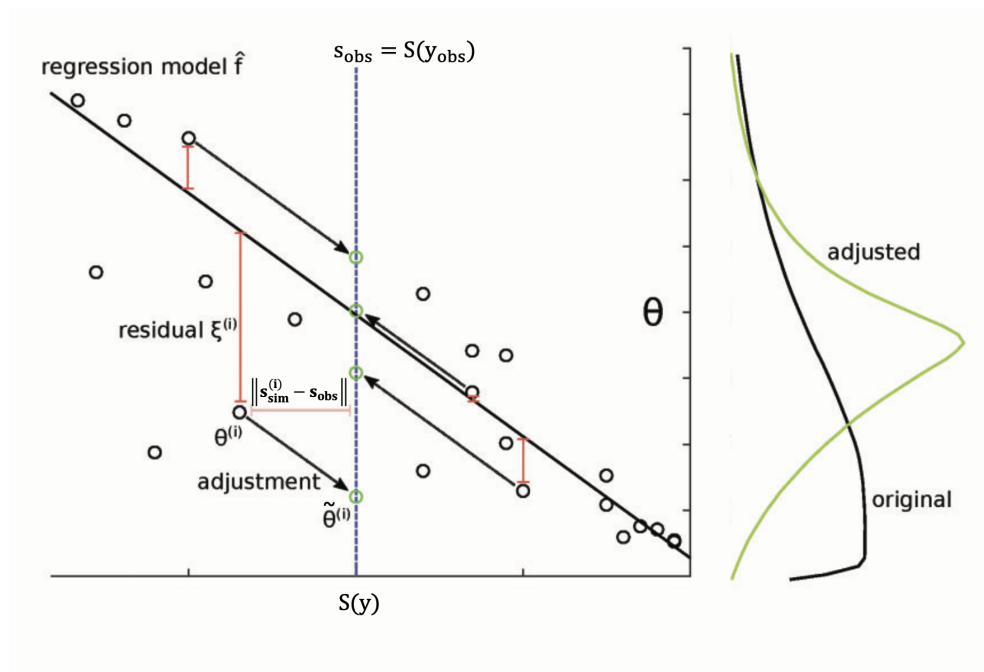 s_obs = S(y_obs)
regression model f̂
adjusted
θ
residual ξ⁽ⁱ⁾
‖s_sim⁽ⁱ⁾ − s_obs‖
θ⁽ⁱ⁾
adjustment
original
θ̃⁽ⁱ⁾
S(y)